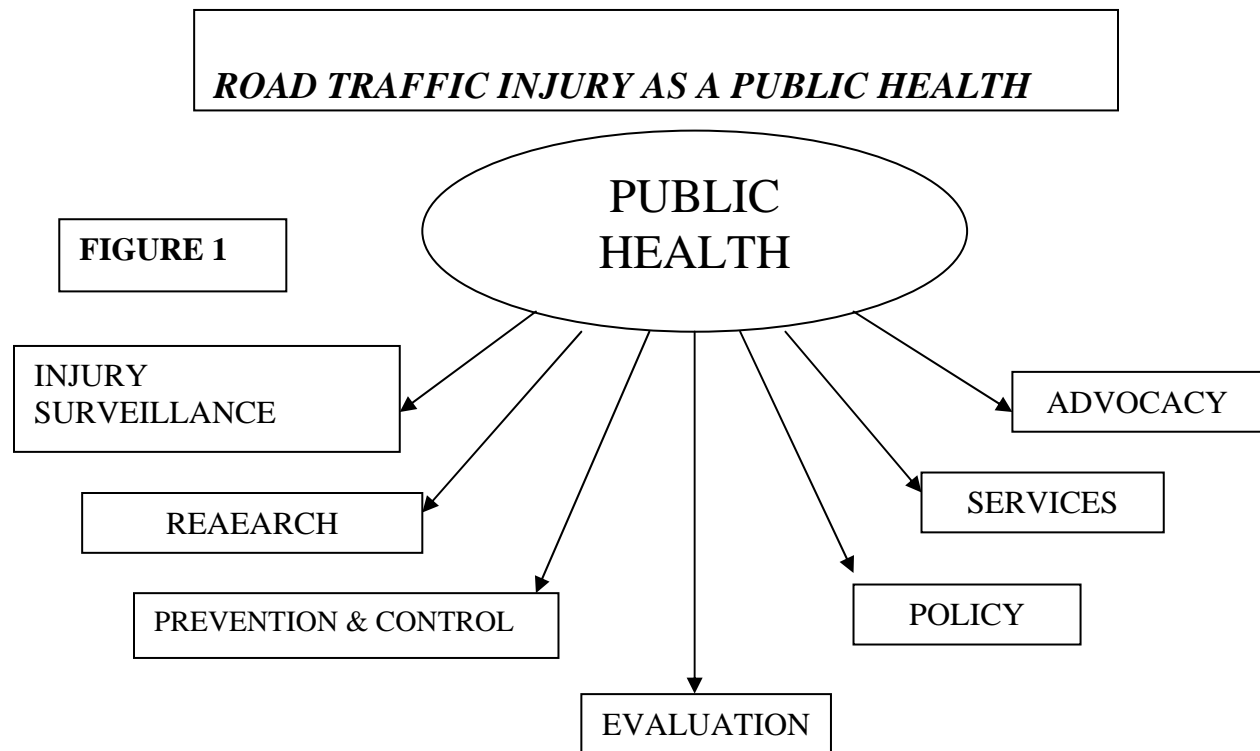 ROAD TRAFFIC INJURY AS A PUBLIC HEALTH
PUBLIC
HEALTH
FIGURE 1
INJURY
SURVEILLANCE
ADVOCACY
REAEARCH
SERVICES
PREVENTION & CONTROL
POLICY
EVALUATION